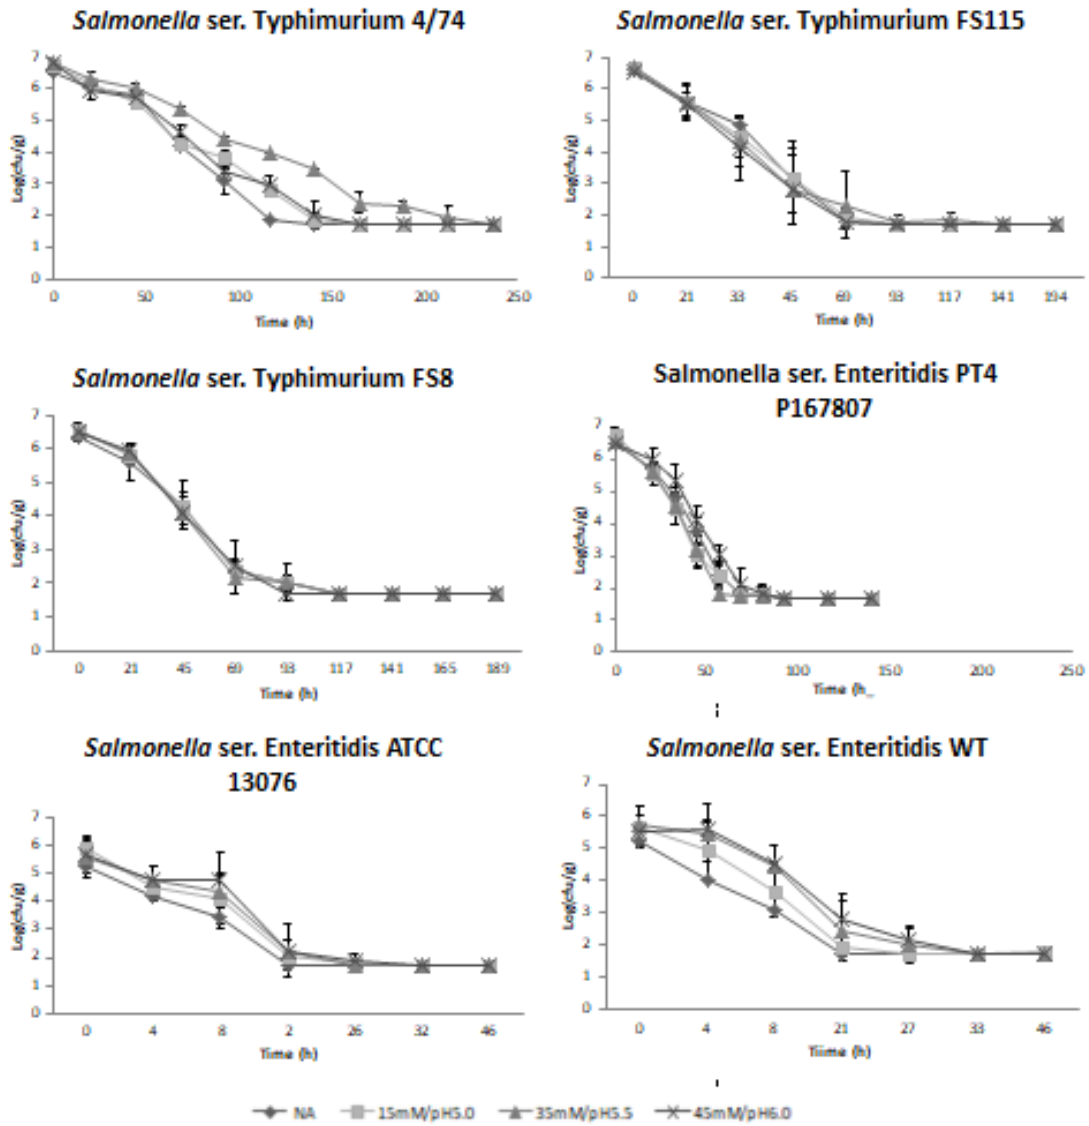 Salmonella ser. Typhimurium 4/74
7
6
5
4
3
2
1
0
Log(cfu/g)
0 50 100 150 200 250
Time (h)
Salmonella ser. Typhimurium FS115
7
6
5
4
3
2
1
0
Log(cfu/g)
0 21 33 45 69 93 117 141 194
Time (h)
Salmonella ser. Typhimurium FS8
7
6
5
4
3
2
1
0
Log(cfu/g)
0 21 45 69 93 117 141 165 189
Time (h)
Salmonella ser. Enteritidis PT4
P167807
7
6
5
4
3
2
1
0
Log(cfu/g)
0 50 100 150 200 250
Time (h_
Salmonella ser. Enteritidis ATCC
13076
7
6
5
4
3
2
1
0
Log(cfu/g)
0 4 8 2 26 32 46
Time (h)
Salmonella ser. Enteritidis WT
7
6
5
4
3
2
1
0
Log(cfu/g)
0 4 8 21 27 33 46
Tiime (h)
NA 15mM/pH5.0 35mM/pH5.5 45mM/pH6.0